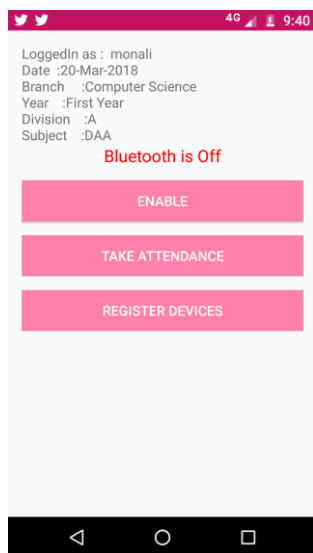 4G 9:40
LoggedIn as : monali
Date :20-Mar-2018
Branch :Computer Science
Year :First Year
Division :A
Subject :DAA
Bluetooth is Off
ENABLE
TAKE ATTENDANCE
REGISTER DEVICES